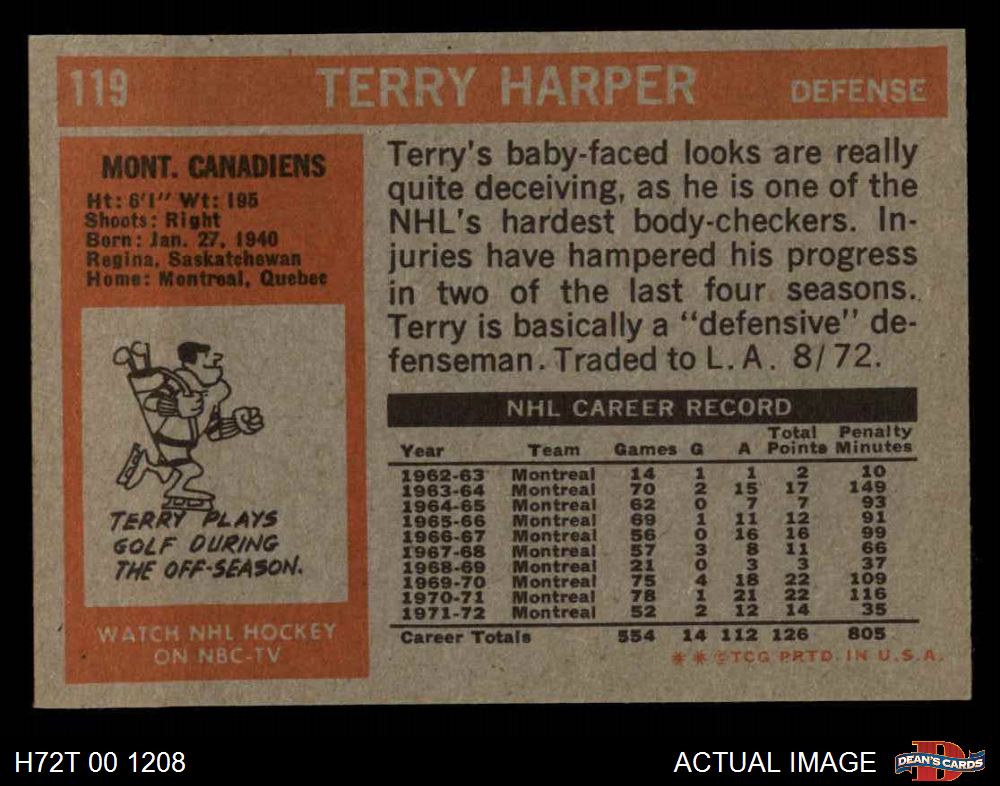 119 TERRY HARPER DEFENSE
MONT. CANADIENS
Ht: 6'1" Wt: 195
Shoots: Right
Born: Jan. 27, 1940
Regina, Saskatchewan
Home: Montreal, Quebec
TERRY PLAYS
GOLF DURING
THE OFF-SEASON.
WATCH NHL HOCKEY
ON NBC-TV
Terry's baby-faced looks are really
quite deceiving, as he is one of the
NHL's hardest body-checkers. In-
juries have hampered his progress
in two of the last four seasons.
Terry is basically a "defensive" de-
fenseman. Traded to L.A. 8/72.
NHL CAREER RECORD
Total Penalty
Year Team Games G A Points Minutes
1962-63 Montreal 14 1 1 2 10
1963-64 Montreal 70 2 15 17 149
1964-65 Montreal 62 0 7 7 93
1965-66 Montreal 69 1 11 12 91
1966-67 Montreal 56 0 16 16 99
1967-68 Montreal 57 3 8 11 66
1968-69 Montreal 21 0 3 3 37
1969-70 Montreal 75 4 18 22 109
1970-71 Montreal 78 1 21 22 116
1971-72 Montreal 52 2 12 14 35
Career Totals 554 14 112 126 805
* * ©TCG PRTD. IN U.S.A.
H72T 00 1208 ACTUAL IMAGE D DEAN'S CARDS